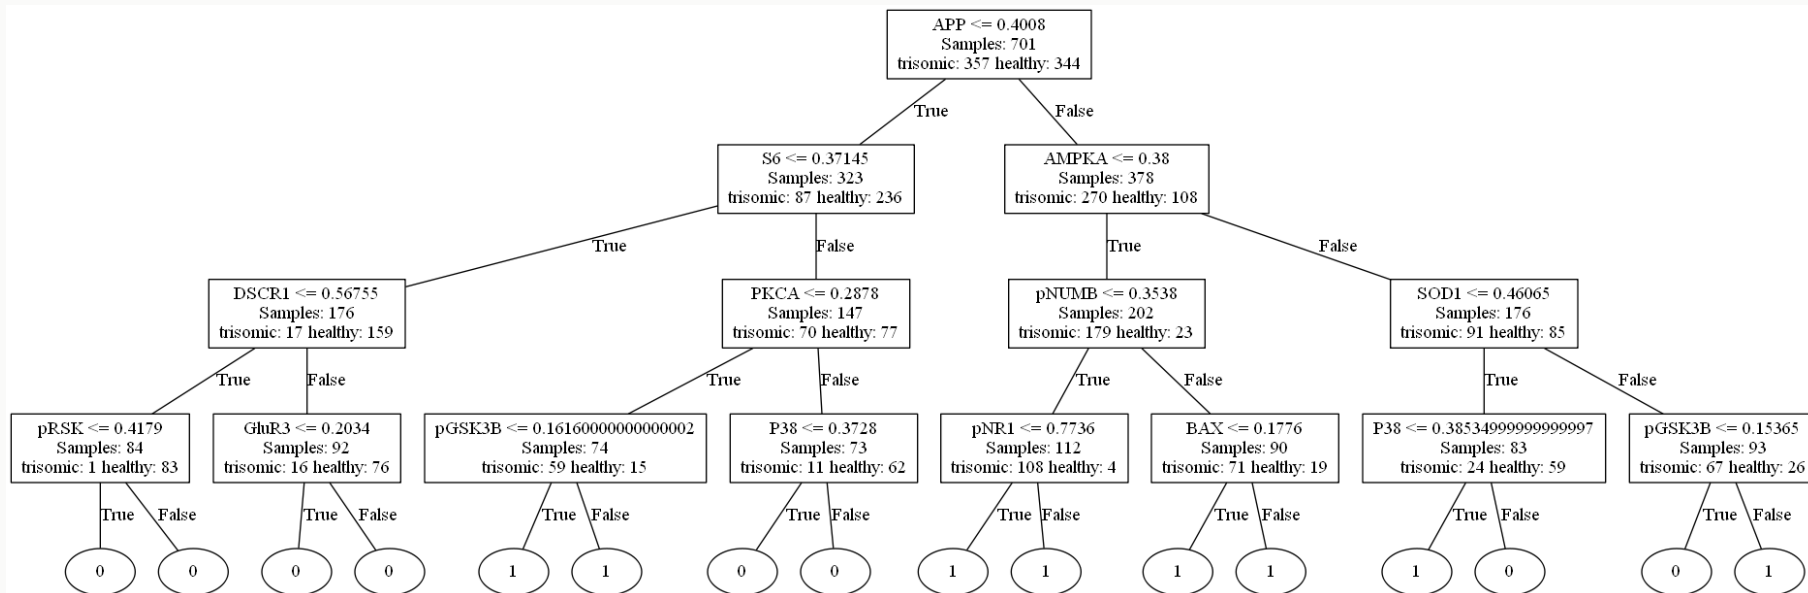 APP <= 0.4008
Samples: 701
trisomic: 357 healthy: 344
True
False
S6 <= 0.37145
Samples: 323
trisomic: 87 healthy: 236
AMPKA <= 0.38
Samples: 378
trisomic: 270 healthy: 108
True
False
True
False
DSCR1 <= 0.56755
Samples: 176
trisomic: 17 healthy: 159
PKCA <= 0.2878
Samples: 147
trisomic: 70 healthy: 77
pNUMB <= 0.3538
Samples: 202
trisomic: 179 healthy: 23
SOD1 <= 0.46065
Samples: 176
trisomic: 91 healthy: 85
True
False
True
False
True
False
True
False
pRSK <= 0.4179
Samples: 84
trisomic: 1 healthy: 83
GluR3 <= 0.2034
Samples: 92
trisomic: 16 healthy: 76
pGSK3B <= 0.16160000000000002
Samples: 74
trisomic: 59 healthy: 15
P38 <= 0.3728
Samples: 73
trisomic: 11 healthy: 62
pNR1 <= 0.7736
Samples: 112
trisomic: 108 healthy: 4
BAX <= 0.1776
Samples: 90
trisomic: 71 healthy: 19
P38 <= 0.38534999999999997
Samples: 83
trisomic: 24 healthy: 59
pGSK3B <= 0.15365
Samples: 93
trisomic: 67 healthy: 26
True
False
True
False
True
False
True
False
True
False
True
False
True
False
True
False
0
0
0
0
1
1
0
0
1
1
1
1
1
0
0
1